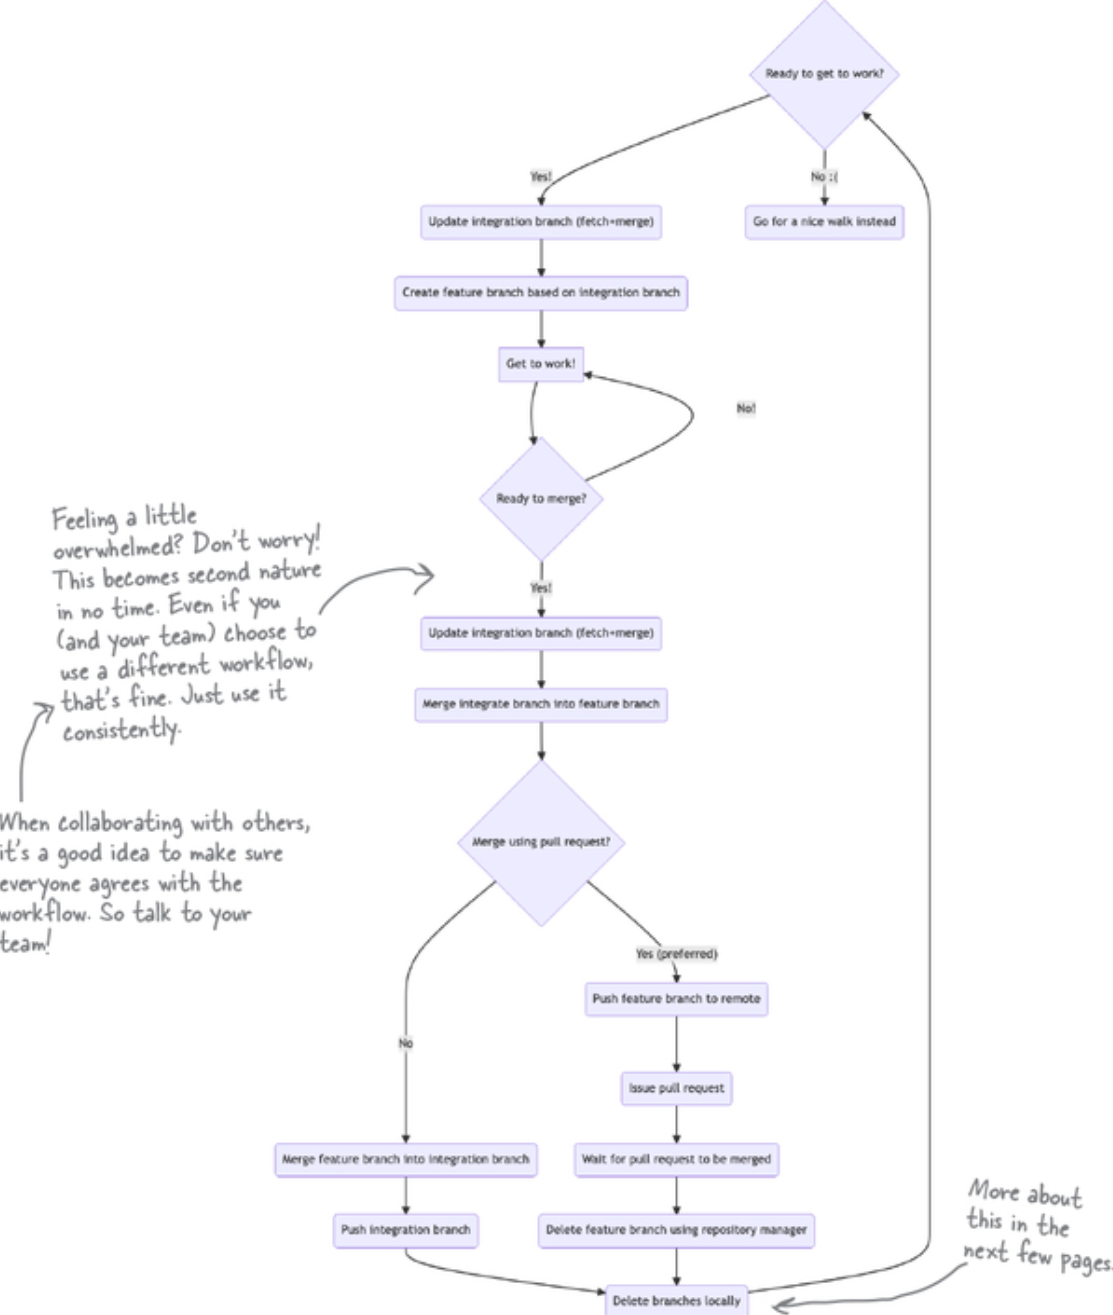 Ready to get to work?
Yes!
No :(
Update integration branch (fetch+merge)
Go for a nice walk instead
Create feature branch based on integration branch
Get to work!
No!
Ready to merge?
Feeling a little
overwhelmed? Don't worry!
This becomes second nature
in no time. Even if you
(and your team) choose to
use a different workflow,
that's fine. Just use it
consistently.
Yes!
Update integration branch (fetch+merge)
Merge integrate branch into feature branch
When collaborating with others,
it's a good idea to make sure
everyone agrees with the
workflow. So talk to your
team!
Merge using pull request?
Yes (preferred)
Push feature branch to remote
No
Issue pull request
Merge feature branch into integration branch
Wait for pull request to be merged
Push integration branch
Delete feature branch using repository manager
More about
this in the
next few pages.
Delete branches locally